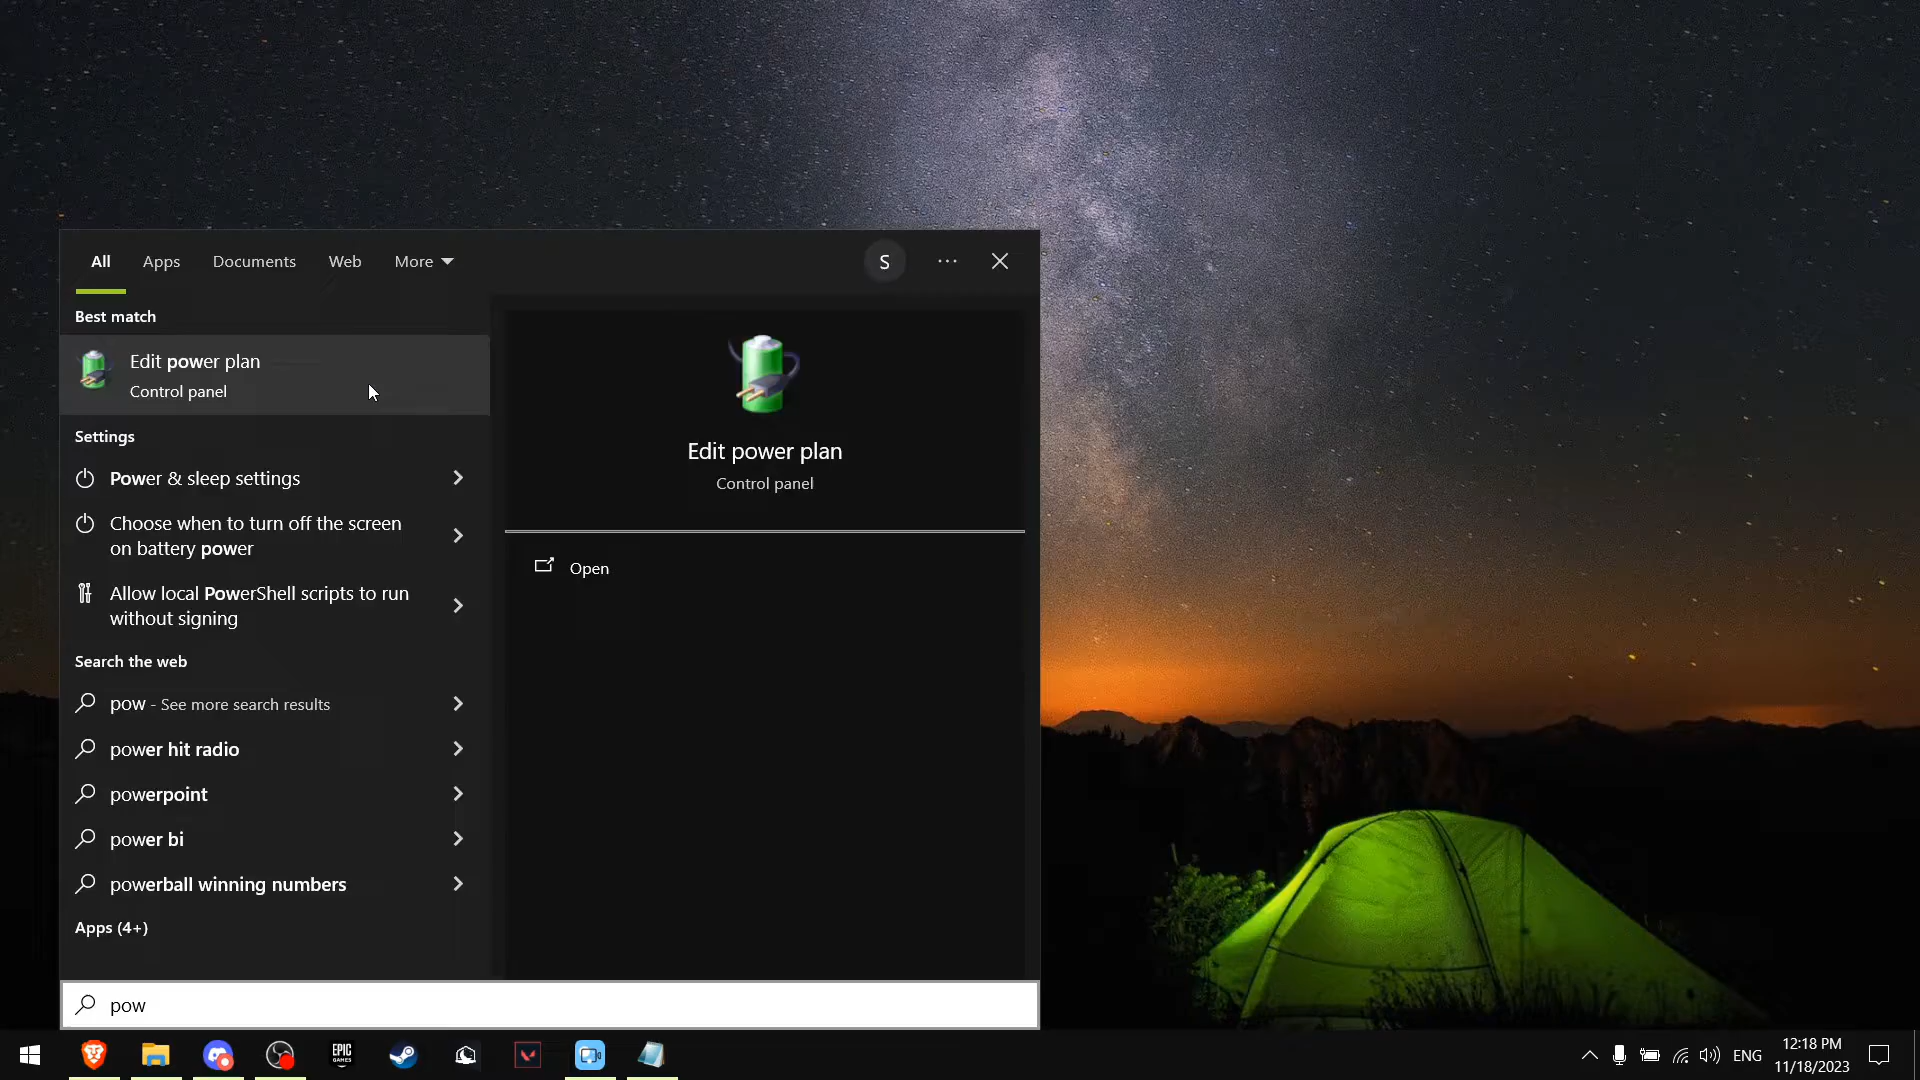 All Apps Documents Web More S
Best match
Edit power plan
Control panel
Settings
Power & sleep settings
Choose when to turn off the screen
on battery power
Allow local PowerShell scripts to run
without signing
Search the web
pow - See more search results
power hit radio
powerpoint
power bi
powerball winning numbers
Apps (4+)
Edit power plan
Control panel
Open
pow
EPIC
GAMES
ENG
12:18 PM
11/18/2023